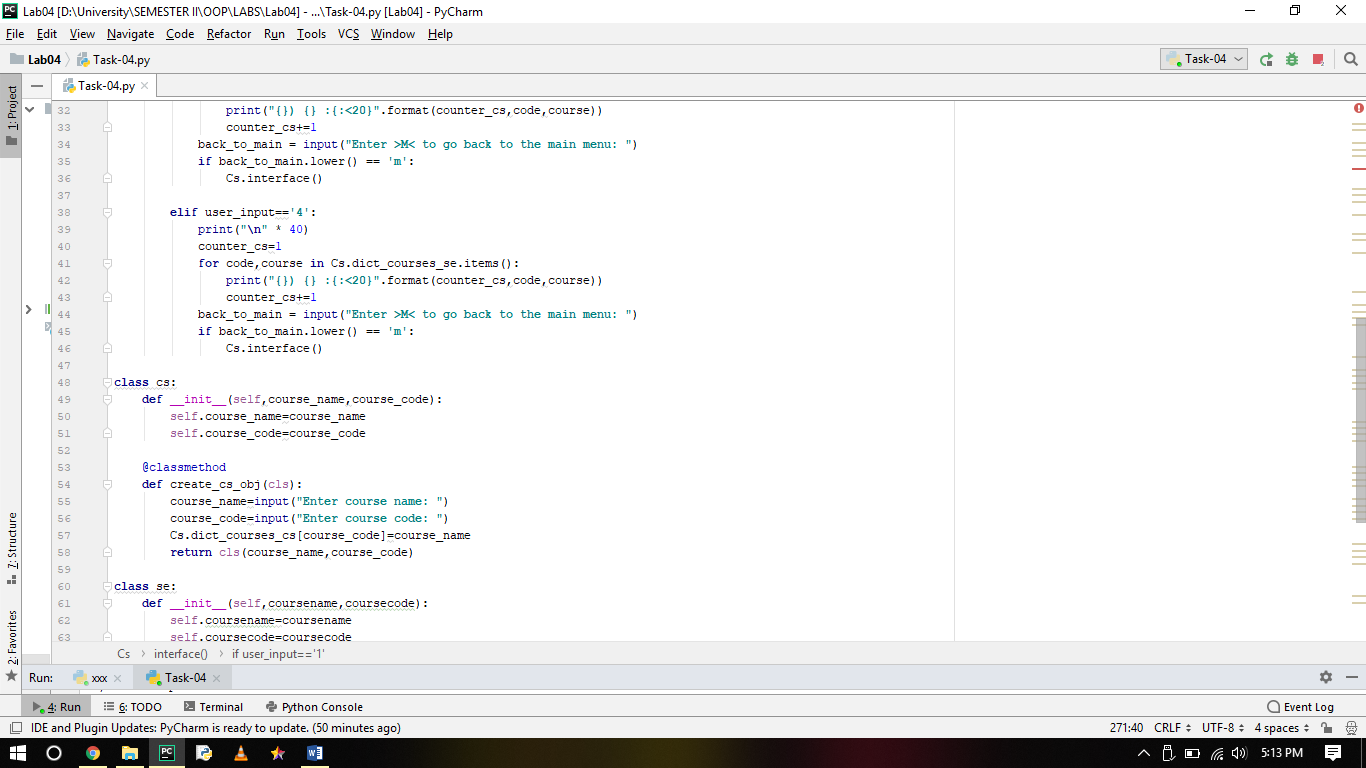 Lab04 [D:\University\SEMESTER II\OOP\LABS\Lab04] - ...\Task-04.py [Lab04] - PyCharm
File Edit View Navigate Code Refactor Run Tools VCS Window Help
Lab04 Task-04.py Task-04
1: Project
Task-04.py
32 print("{}) {} :{:<20}".format(counter_cs,code,course))
33 counter_cs+=1
34 back_to_main = input("Enter >M< to go back to the main menu: ")
35 if back_to_main.lower() == 'm':
36 Cs.interface()
37
38 elif user_input=='4':
39 print("\n" * 40)
40 counter_cs=1
41 for code,course in Cs.dict_courses_se.items():
42 print("{}) {} :{:<20}".format(counter_cs,code,course))
43 counter_cs+=1
44 back_to_main = input("Enter >M< to go back to the main menu: ")
45 if back_to_main.lower() == 'm':
46 Cs.interface()
47
48 class cs:
49 def __init__(self,course_name,course_code):
50 self.course_name=course_name
51 self.course_code=course_code
52
53 @classmethod
54 def create_cs_obj(cls):
55 course_name=input("Enter course name: ")
56 course_code=input("Enter course code: ")
57 Cs.dict_courses_cs[course_code]=course_name
58 return cls(course_name,course_code)
59
60 class se:
61 def __init__(self,coursename,coursecode):
62 self.coursename=coursename
63 self.coursecode=coursecode
Cs interface() if user_input=='1'
7: Structure
2: Favorites
Run: xxx Task-04
4: Run 6: TODO Terminal Python Console Event Log
IDE and Plugin Updates: PyCharm is ready to update. (50 minutes ago) 271:40 CRLF UTF-8 4 spaces
5:13 PM